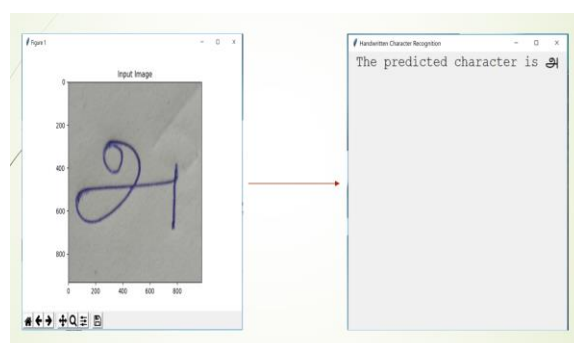 Figure 1
Input Image
0
200
400
600
800
0 200 400 600 800
அ
Handwritten Character Recognition
The predicted character is அ